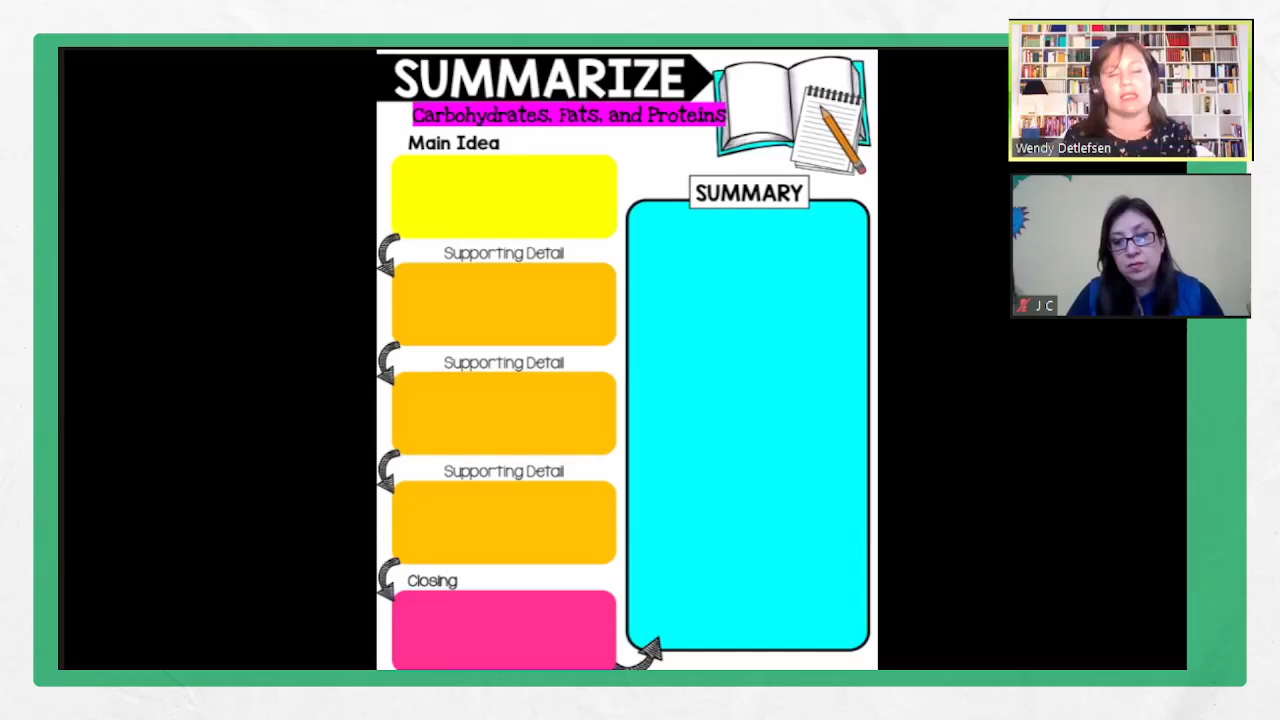 SUMMARIZE
Carbohydrates, Fats, and Proteins
Main Idea
Supporting Detail
Supporting Detail
Supporting Detail
Closing
SUMMARY
Wendy Detlefsen
J C